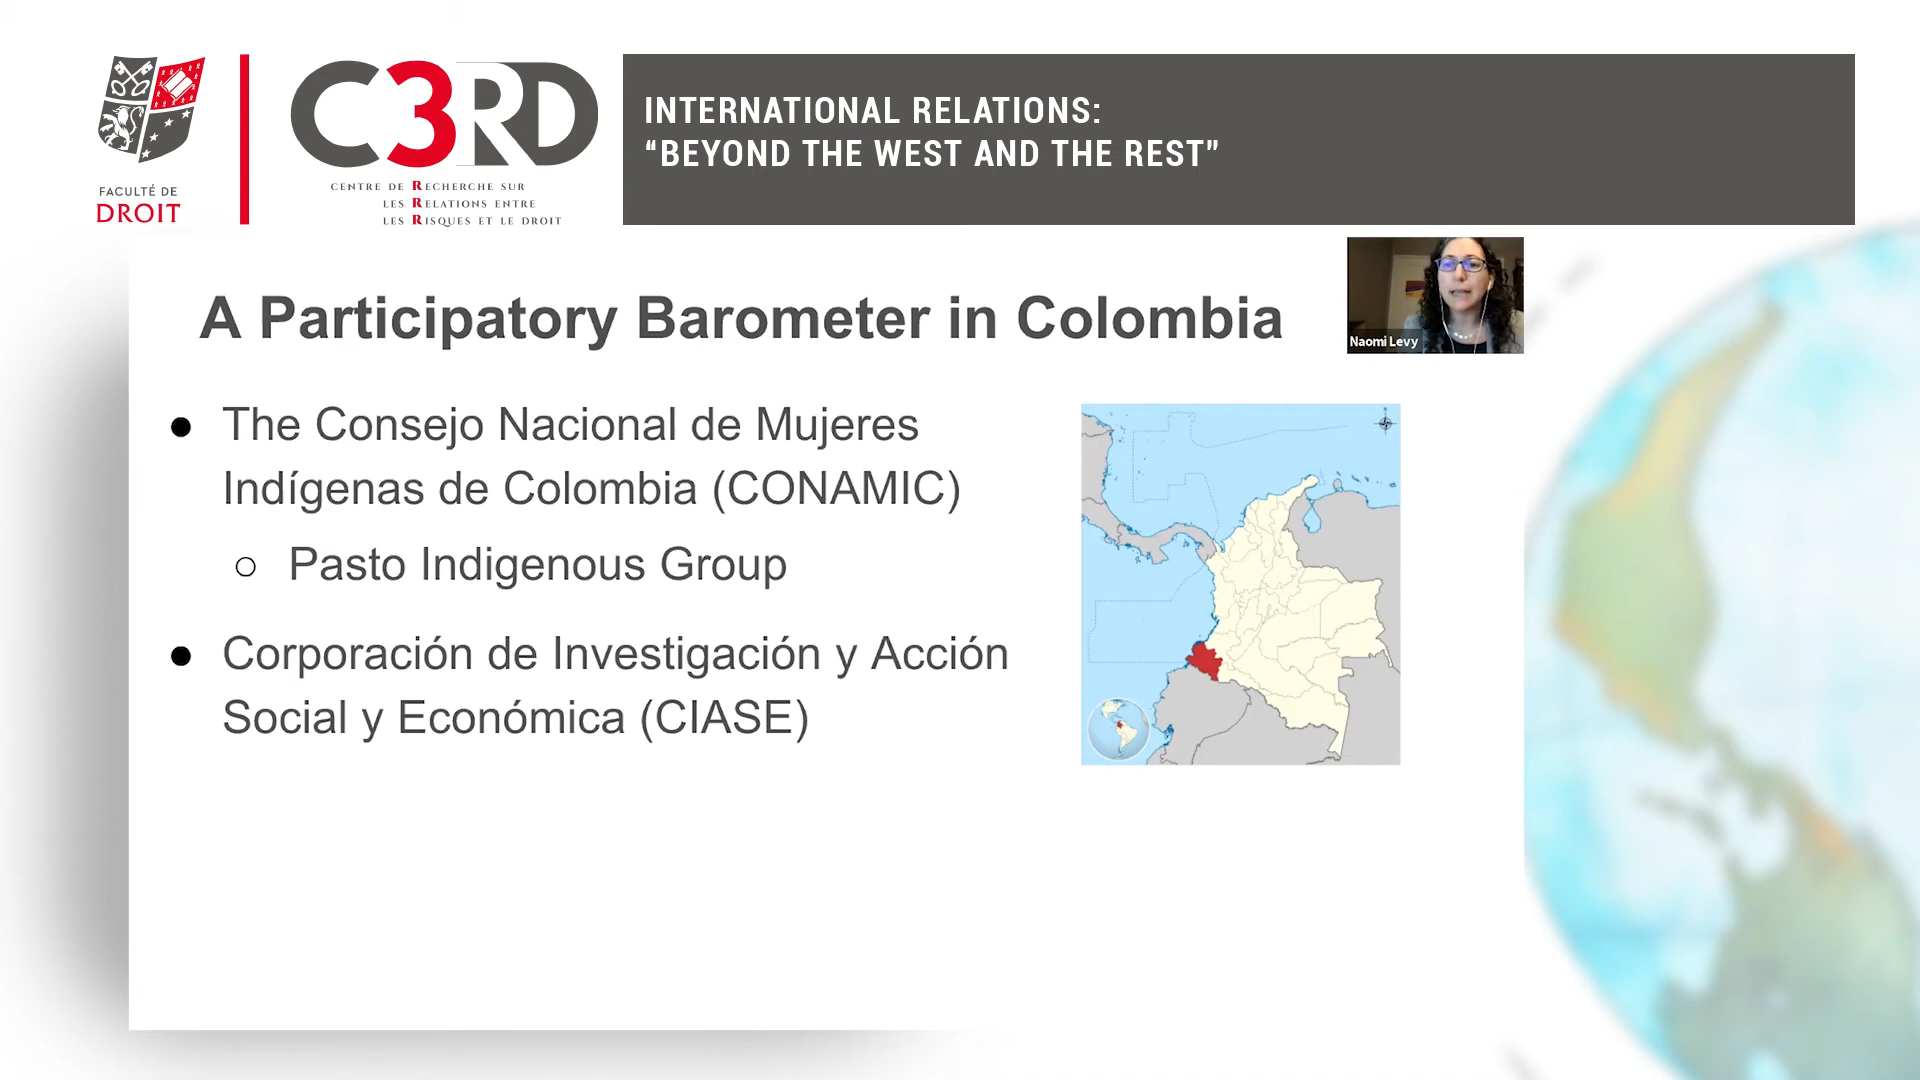 FACULTÉ DE
DROIT
C3RD
CENTRE DE RECHERCHE SUR
LES RELATIONS ENTRE
LES RISQUES ET LE DROIT
INTERNATIONAL RELATIONS:
“BEYOND THE WEST AND THE REST”
Naomi Levy
A Participatory Barometer in Colombia
● The Consejo Nacional de Mujeres
Indígenas de Colombia (CONAMIC)
○ Pasto Indigenous Group
● Corporación de Investigación y Acción
Social y Económica (CIASE)